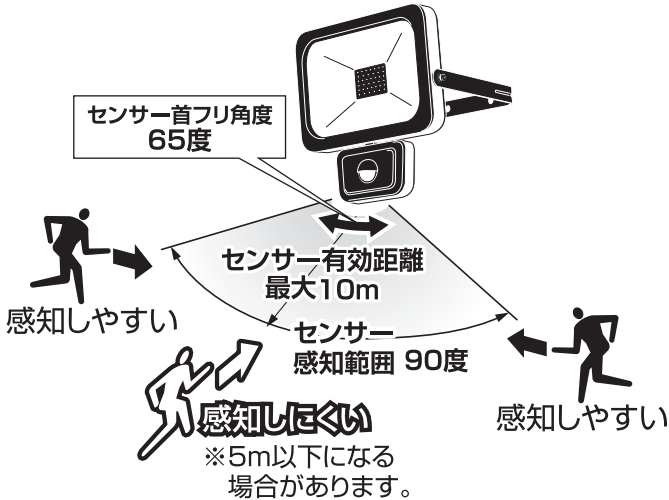 センサー首フリ角度
65度
センサー有効距離
最大10m
感知しやすい
センサー
感知範囲 90度
感知しやすい
感知しにくい
※5m以下になる
場合があります。